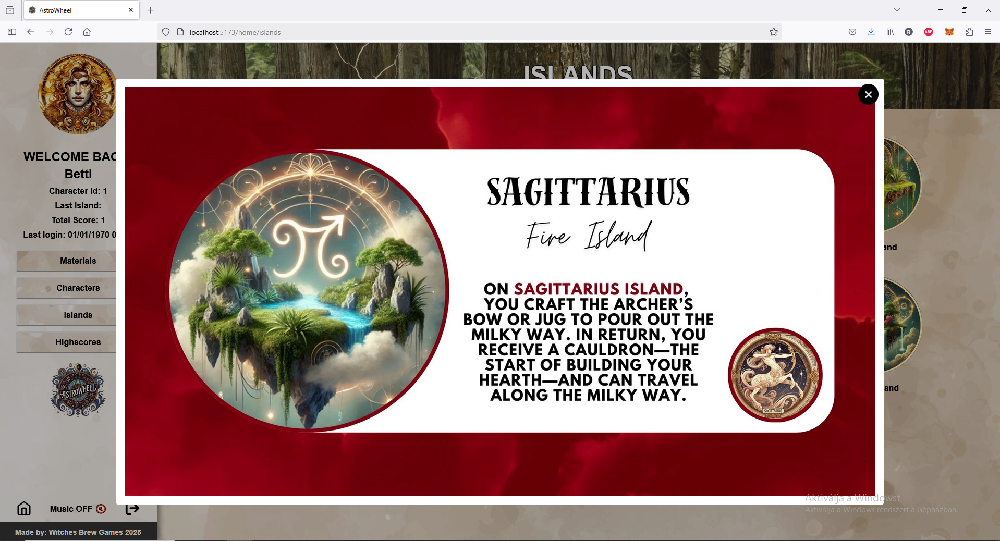 AstroWheel
localhost:5173/home/islands
R
ABP
ISLANDS
WELCOME BAC
Betti
Character Id: 1
Last Island:
Total Score: 1
Last login: 01/01/1970 0
Materials
Characters
Islands
Highscores
ASTROWHEEL
Music OFF
Made by: Witches Brew Games 2025
SAGITTARIUS
Fire Island
ON SAGITTARIUS ISLAND,
YOU CRAFT THE ARCHER’S
BOW OR JUG TO POUR OUT THE
MILKY WAY. IN RETURN, YOU
RECEIVE A CAULDRON—THE
START OF BUILDING YOUR
HEARTH—AND CAN TRAVEL
ALONG THE MILKY WAY.
SAGITTARIUS
and
and
Aktiválja a Windowst
Aktiválja a Windows rendszert a Gépházban.